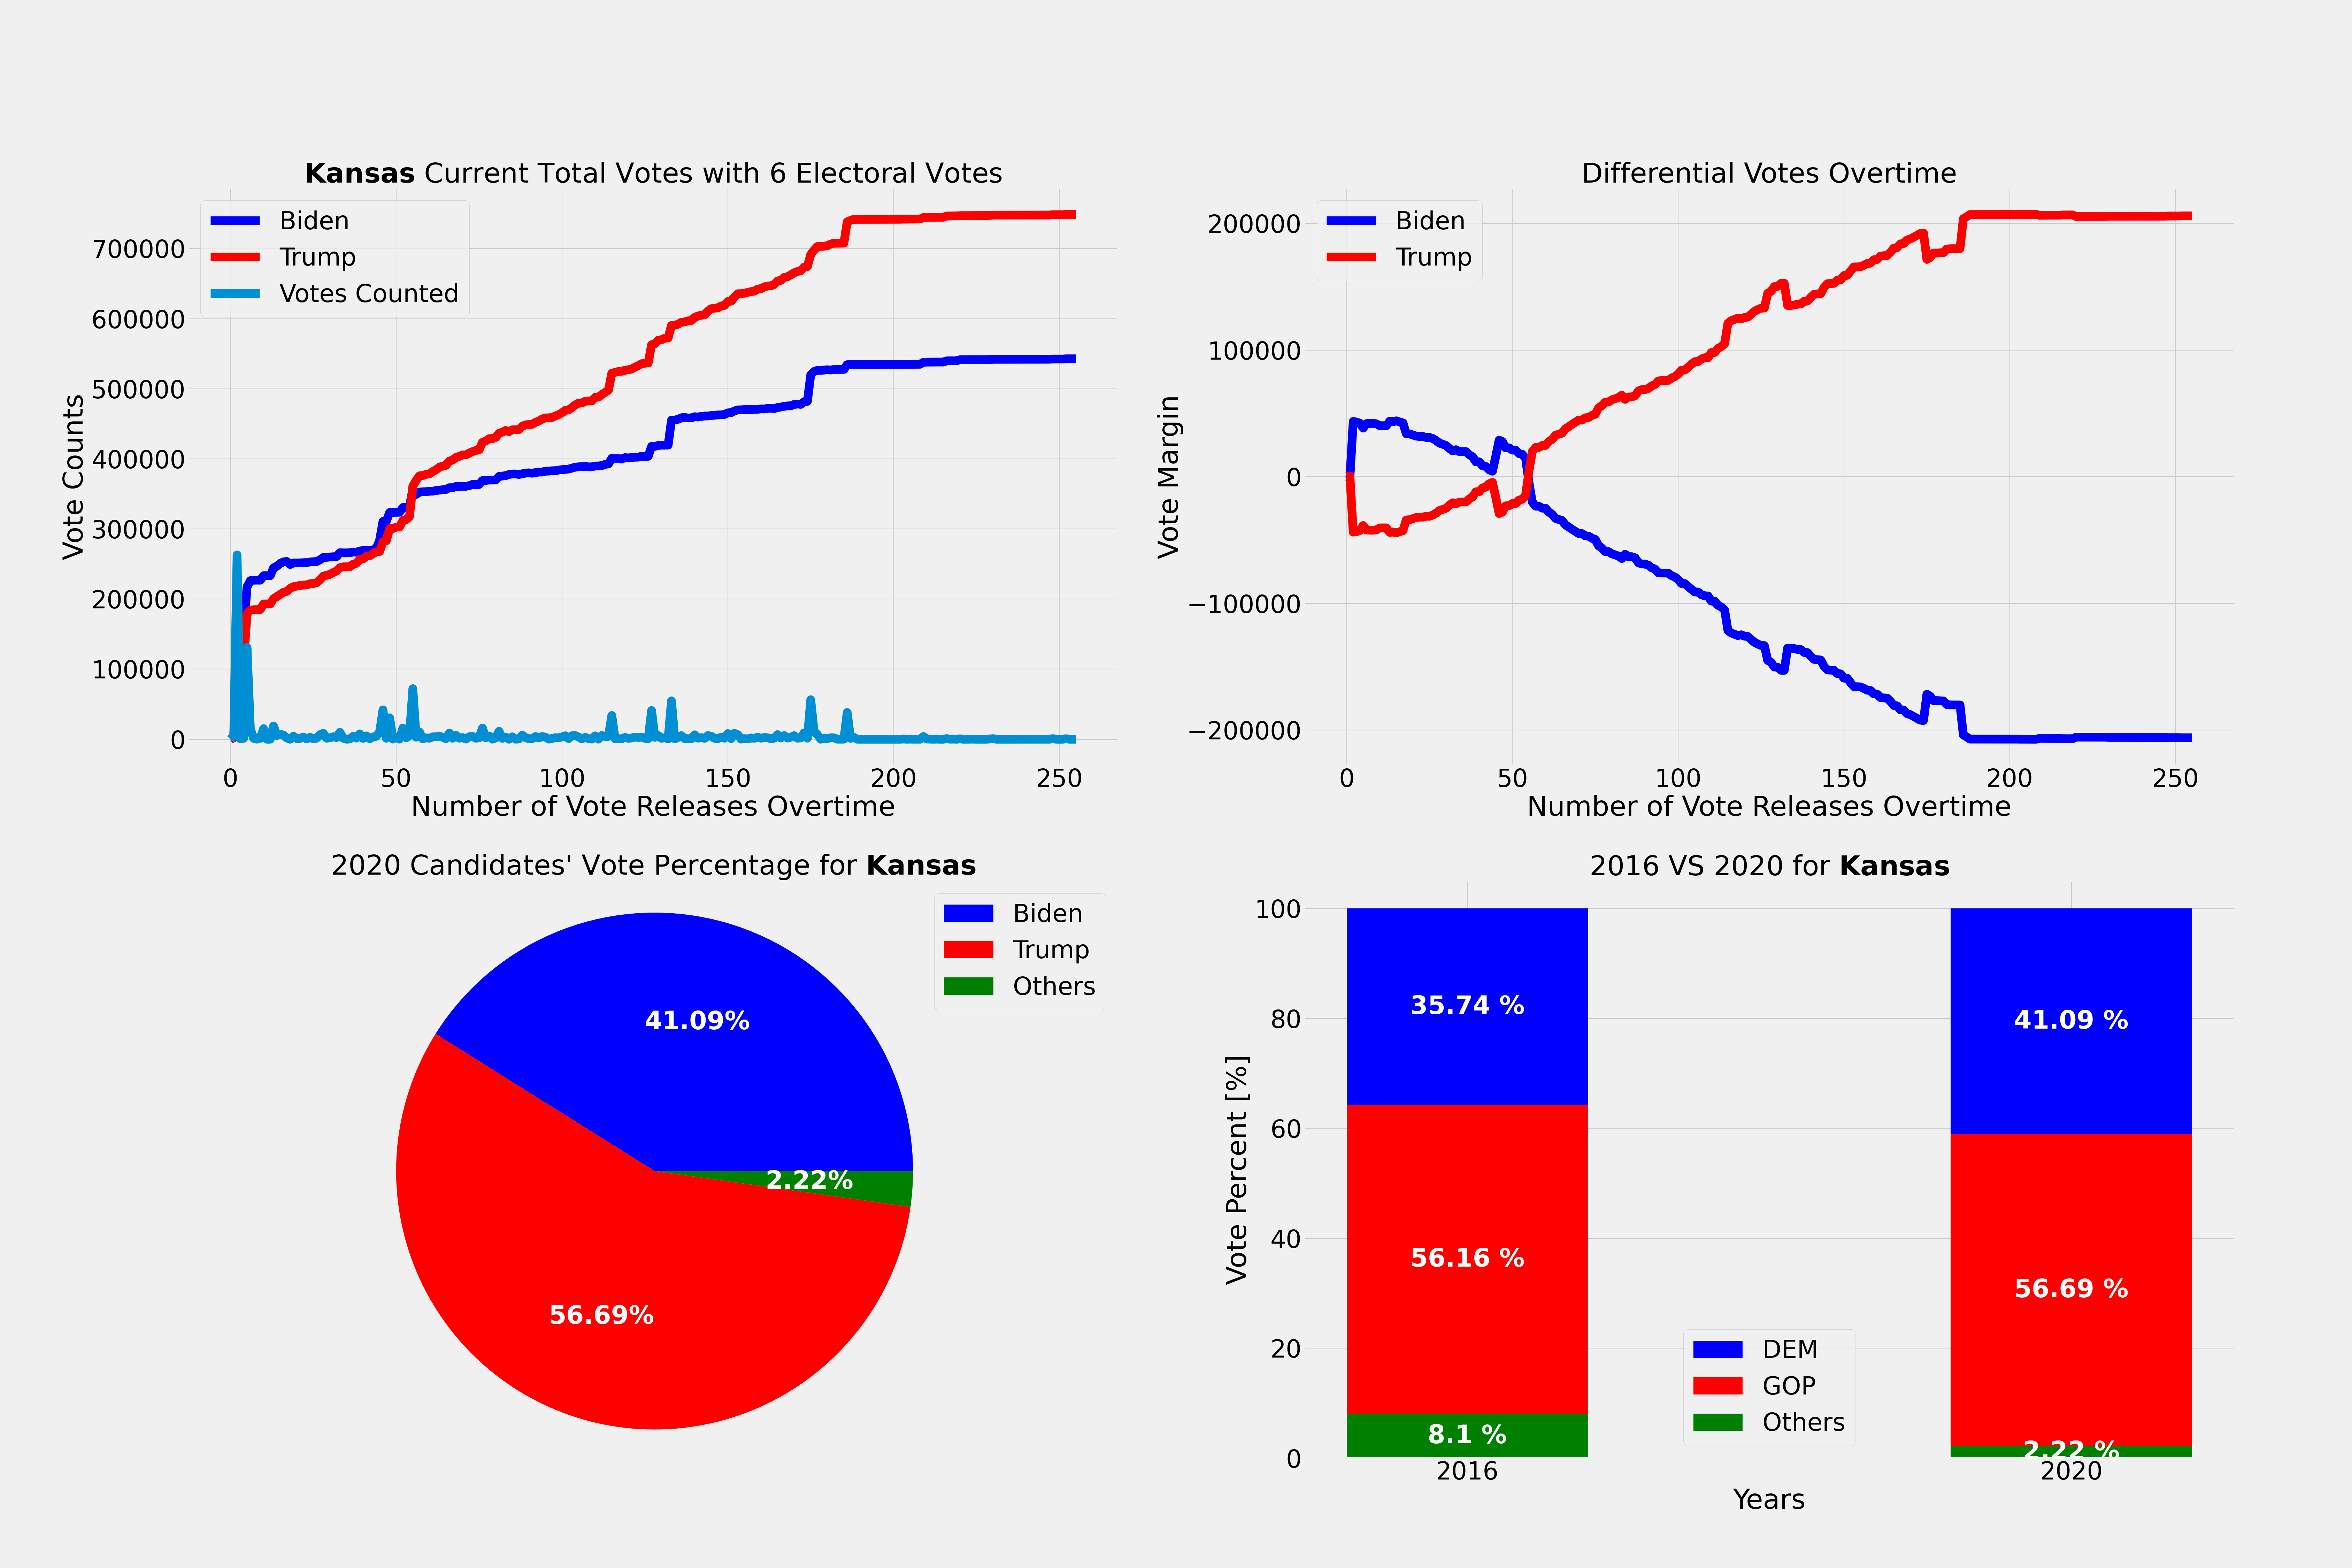 Kansas Current Total Votes with 6 Electoral Votes
Biden
Trump
Votes Counted
Vote Counts
700000
600000
500000
400000
300000
200000
100000
0
0 50 100 150 200 250
Number of Vote Releases Overtime
Differential Votes Overtime
Biden
Trump
Vote Margin
200000
100000
0
−100000
−200000
0 50 100 150 200 250
Number of Vote Releases Overtime
2020 Candidates' Vote Percentage for Kansas
Biden
Trump
Others
41.09%
2.22%
56.69%
2016 VS 2020 for Kansas
Vote Percent [%]
100
80
60
40
20
0
35.74 %
56.16 %
8.1 %
41.09 %
56.69 %
2.22 %
DEM
GOP
Others
2016 2020
Years